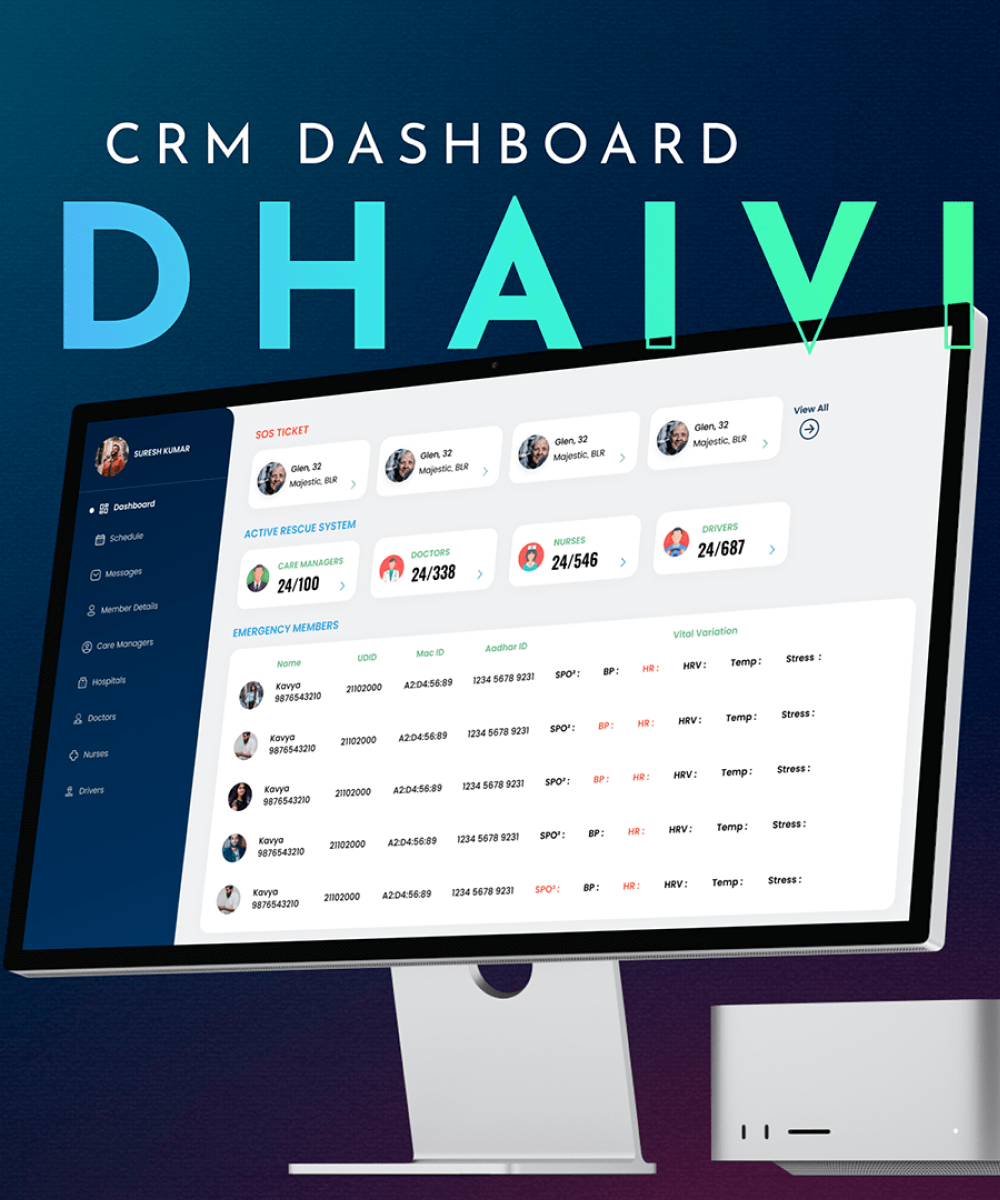 CRM DASHBOARD
DHAIVI
SURESH KUMAR
Dashboard
Schedule
Messages
Member Details
Care Managers
Hospitals
Doctors
Nurses
Drivers
SOS TICKET
Glen, 32
Majestic, BLR
Glen, 32
Majestic, BLR
Glen, 32
Majestic, BLR
Glen, 32
Majestic, BLR
View All
ACTIVE RESCUE SYSTEM
CARE MANAGERS
24/100
DOCTORS
24/338
NURSES
24/546
DRIVERS
24/687
EMERGENCY MEMBERS
Name UDID Mac ID Aadhar ID Vital Variation
Kavya
9876543210 21102000 A2:D4:56:89 1234 5678 9231 SPO²: BP: HR: HRV: Temp: Stress :
Kavya
9876543210 21102000 A2:D4:56:89 1234 5678 9231 SPO²: BP: HR: HRV: Temp: Stress:
Kavya
9876543210 21102000 A2:D4:56:89 1234 5678 9231 SPO²: BP: HR: HRV: Temp: Stress:
Kavya
9876543210 21102000 A2:D4:56:89 1234 5678 9231 SPO²: BP: HR: HRV: Temp: Stress:
Kavya
9876543210 21102000 A2:D4:56:89 1234 5678 9231 SPO²: BP: HR: HRV: Temp: Stress: